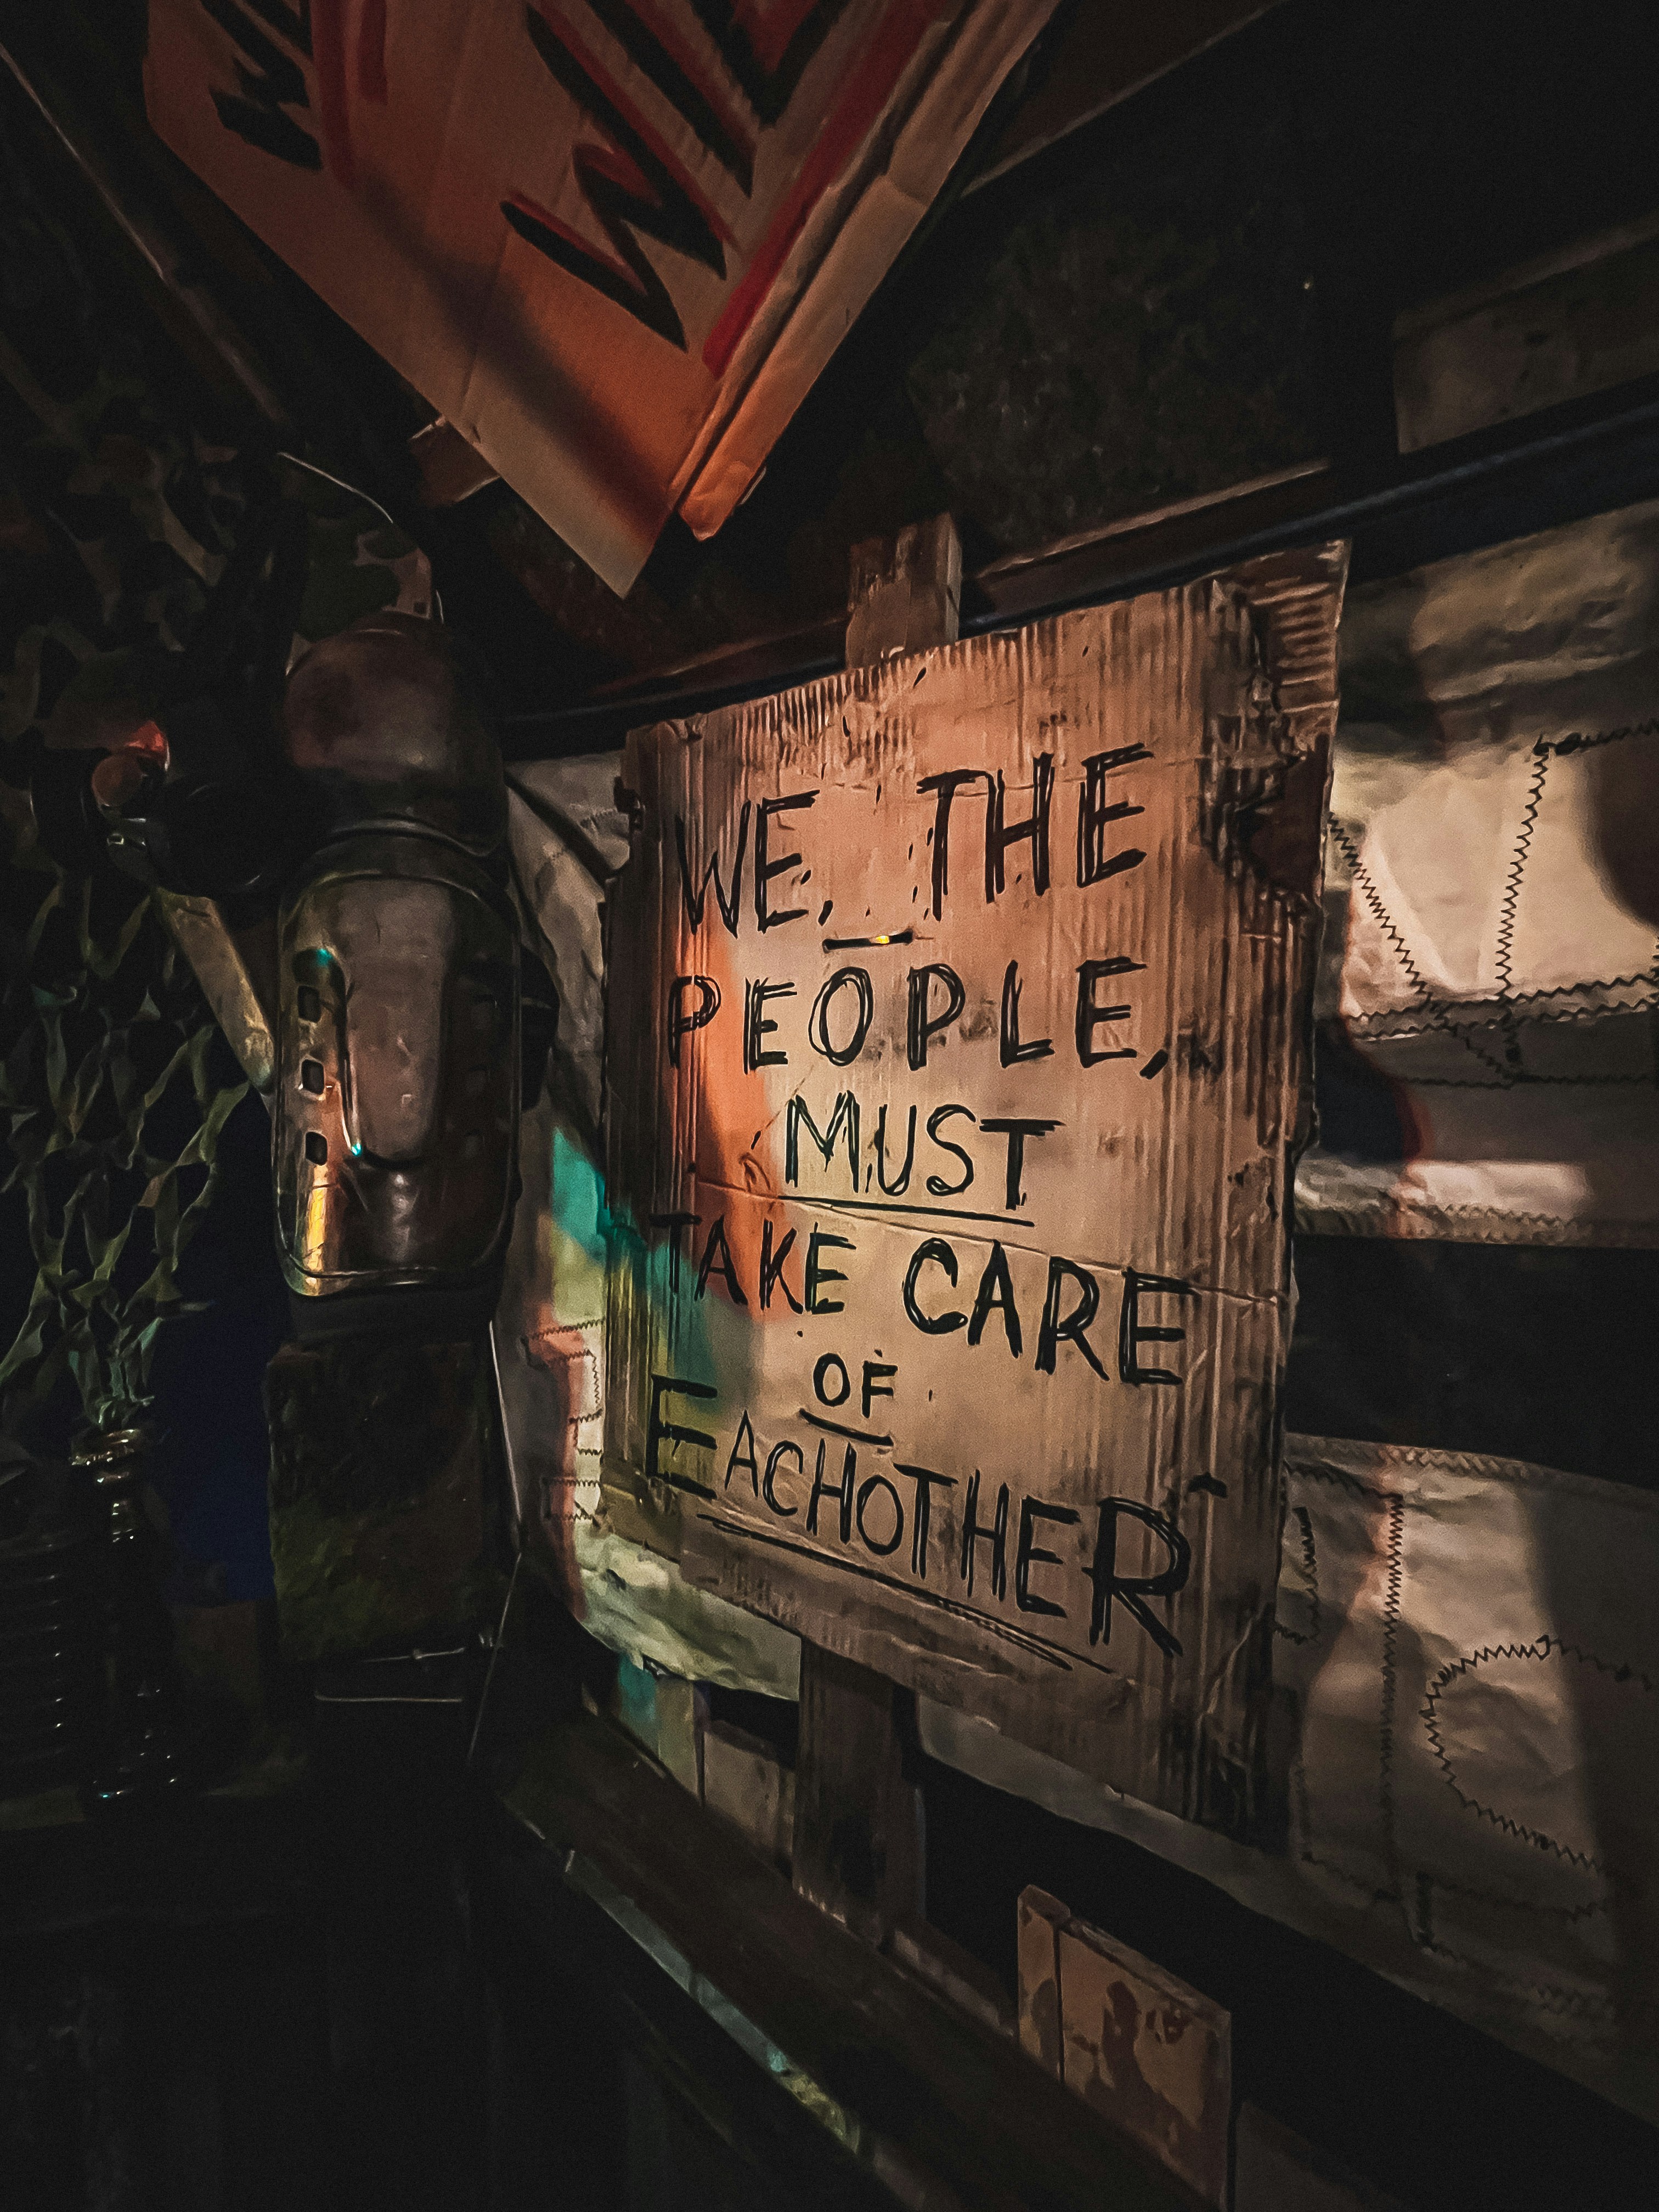 WE, THE
PEOPLE,
MUST
TAKE CARE
OF
EACHOTHER